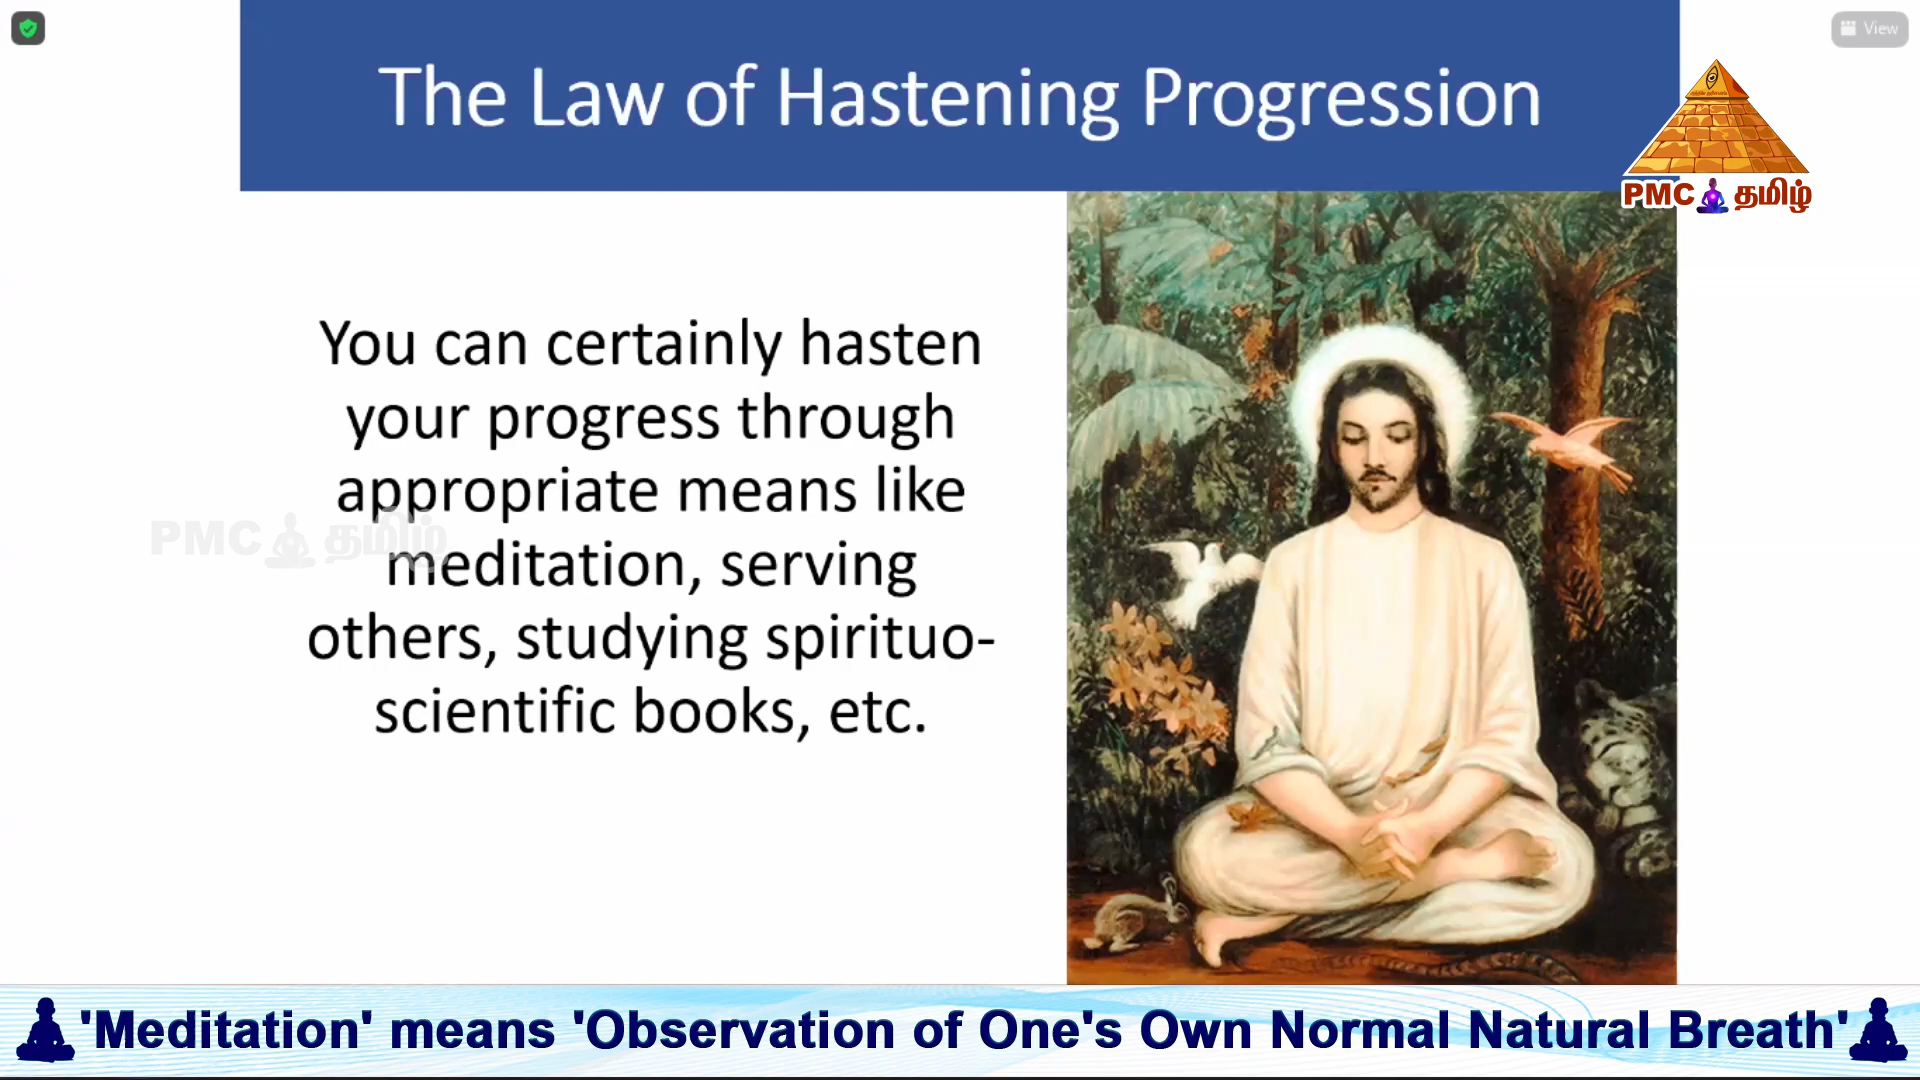 View
The Law of Hastening Progression
PMC தமிழ்
You can certainly hasten
your progress through
appropriate means like
meditation, serving
others, studying spirituo-
scientific books, etc.
PMC தமிழ்
'Meditation' means 'Observation of One's Own Normal Natural Breath'